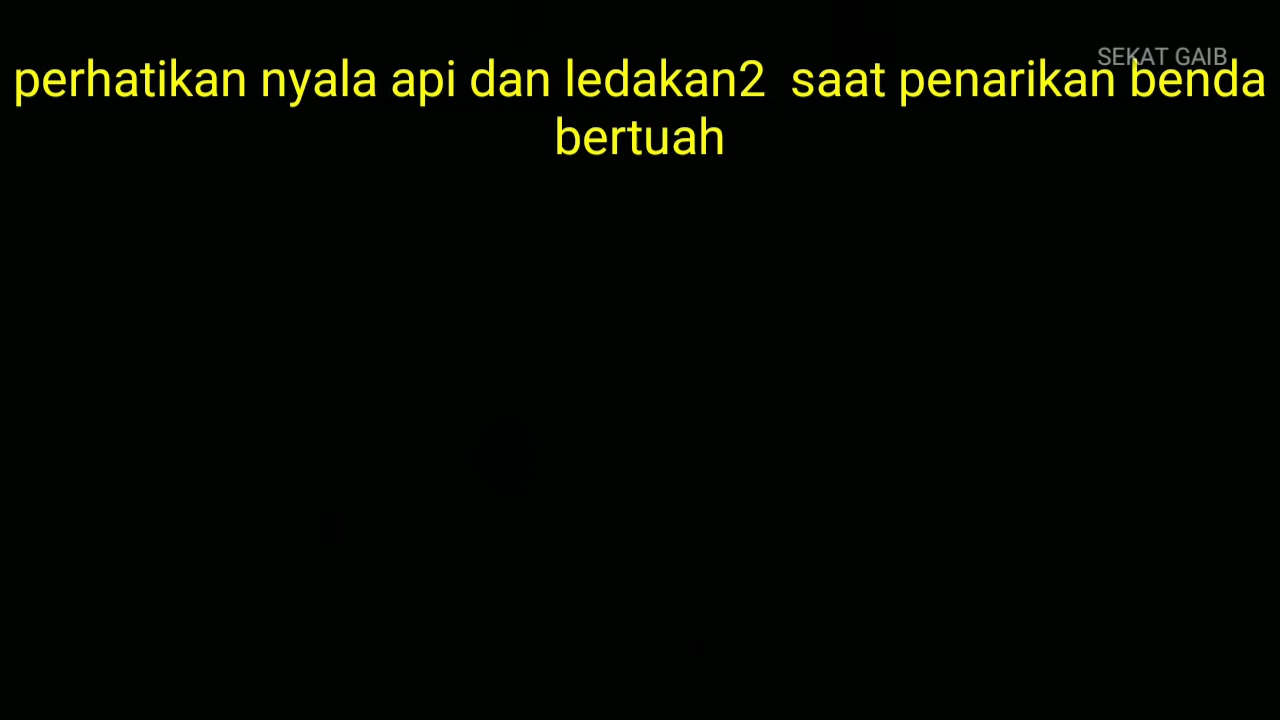 SEKAT GAIB
perhatikan nyala api dan ledakan2 saat penarikan benda
bertuah